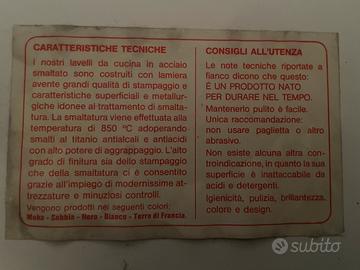 CARATTERISTICHE TECNICHE
I nostri lavelli da cucina in acciaio
smaltato sono costruiti con lamiera
avente grandi qualità di stampaggio e
caratteristiche superficiali e metallur-
giche idonee al trattamento di smalta-
tura. La smaltatura viene effettuata alla
temperatura di 850 ºC adoperando
smalti al titanio antialcali e antiacidi
con alto potere di aggrappaggio. L'alto
grado di finitura sia dello stampaggio
che della smaltatura ci è consentito
grazie all'impiego di modernissime at-
trezzature e minuziosi controlli.
Vengono prodotti nei seguenti colori:
Moka - Sabbia - Nero - Bianco - Terre di Francia.
CONSIGLI ALL'UTENZA
Le note tecniche riportate a
fianco dicono che questo:
È UN PRODOTTO NATO
PER DURARE NEL TEMPO.
Mantenerlo pulito è facile.
Unica raccomandazione:
non usare paglietta o altro
abrasivo.
Non esiste alcuna altra con-
troindicazione, in quanto la sua
superficie è inattaccabile da
acidi e detergenti.
Igienicità, pulizia, brillantezza,
colore e design.
subito